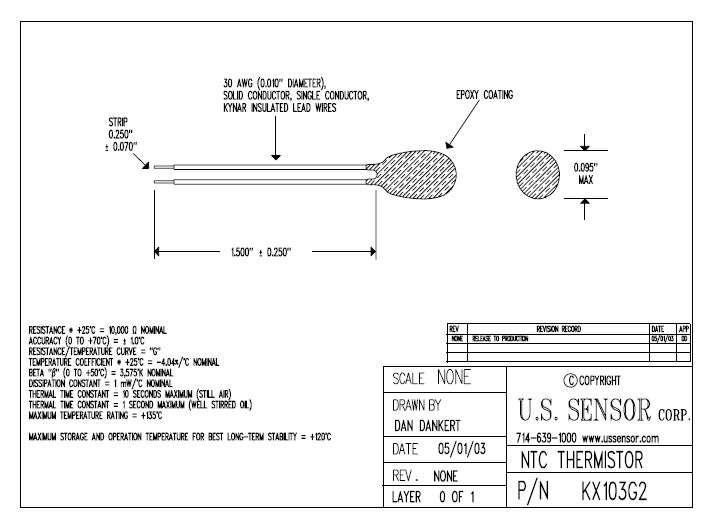 30 AWG (0.010" DIAMETER),
SOLID CONDUCTOR, SINGLE CONDUCTOR,
KYNAR INSULATED LEAD WIRES
EPOXY COATING
STRIP
0.250"
± 0.070"
0.095"
MAX
1.500" ± 0.250"
RESISTANCE @ +25°C = 10,000 Ω NOMINAL
ACCURACY (0 TO +70°C) = ± 1.0°C
RESISTANCE/TEMPERATURE CURVE = "G"
TEMPERATURE COEFFICIENT @ +25°C = -4.04%/°C NOMINAL
BETA "β" (0 TO +50°C) = 3,575°K NOMINAL
DISSIPATION CONSTANT = 1 mW/°C NOMINAL
THERMAL TIME CONSTANT = 10 SECONDS MAXIMUM (STILL AIR)
THERMAL TIME CONSTANT = 1 SECOND MAXIMUM (WELL STIRRED OIL)
MAXIMUM TEMPERATURE RATING = +135°C
MAXIMUM STORAGE AND OPERATION TEMPERATURE FOR BEST LONG-TERM STABILITY = +120°C
REV REVISION RECORD DATE APP
NONE RELEASE TO PRODUCTION 05/01/03 DD
SCALE NONE
DRAWN BY
DAN DANKERT
DATE 05/01/03
REV. NONE
LAYER 0 OF 1
© COPYRIGHT
U.S. SENSOR CORP.
714-639-1000 www.ussensor.com
NTC THERMISTOR
P/N KX103G2